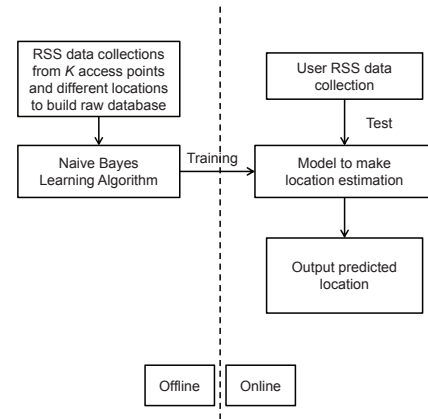 RSS data collections
from K access points
and different locations
to build raw database
Naive Bayes
Learning Algorithm
Training
User RSS data
collection
Test
Model to make
location estimation
Output predicted
location
Offline
Online